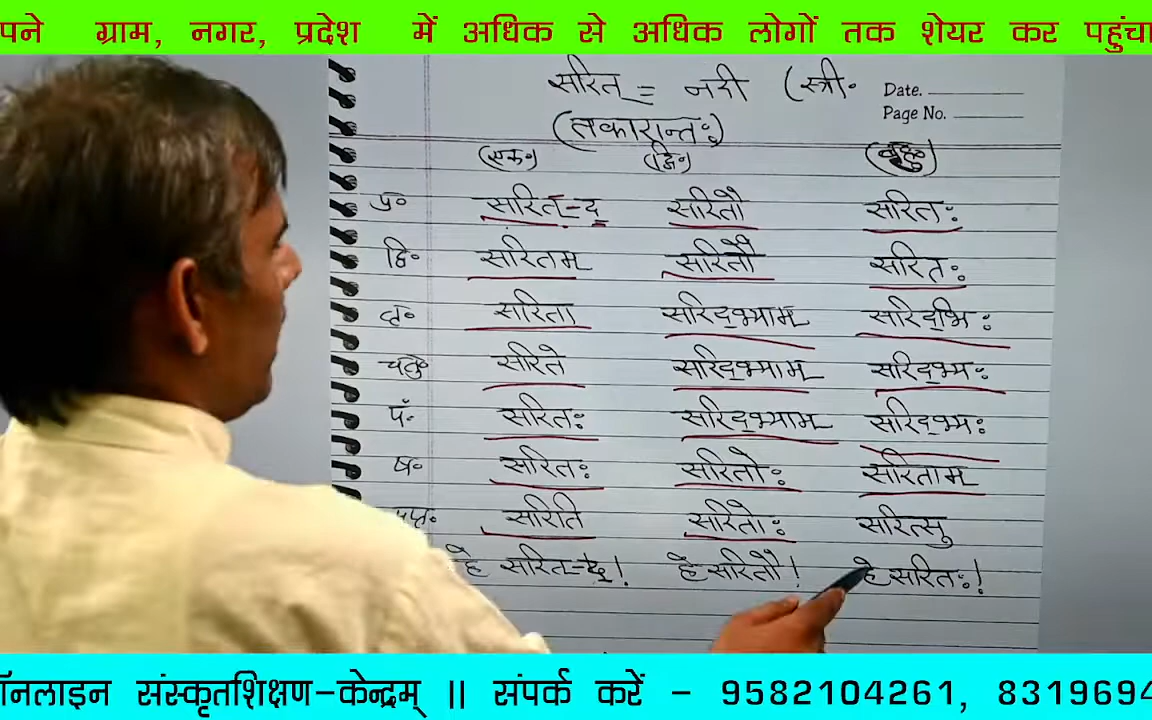 पने ग्राम, नगर, प्रदेश में अधिक से अधिक लोगों तक शेयर कर पहुंचा
सरित् = नदी (स्त्री॰
Date.
Page No.
(तकारान्तः)
(एक॰) (द्वि॰) (बहु॰)
प्र॰ सरित्-द् सरितौ सरितः
द्वि॰ सरितम् सरितौ सरितः
तृ॰ सरिता सरिद्भ्याम् सरिद्भिः
चतु॰ सरिते सरिद्भ्याम् सरिद्भ्यः
पं॰ सरितः सरिद्भ्याम् सरिद्भ्यः
ष॰ सरितः सरितोः सरिताम्
सरिति सरितोः सरित्सु
हे सरित्-द्! हे सरितौ! हे सरितः!
ॉनलाइन संस्कृतशिक्षण-केन्द्रम् || संपर्क करें - 9582104261, 8319694